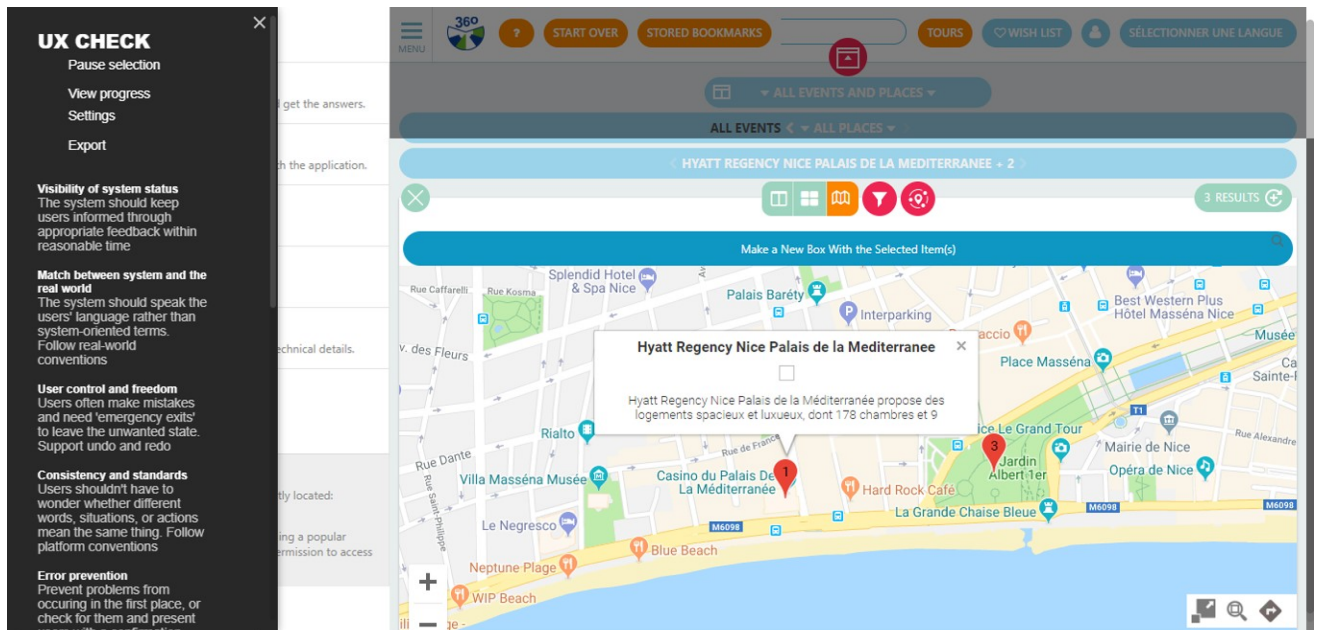 UX CHECK
Pause selection
View progress
Settings
Export
Visibility of system status
The system should keep
users informed through
appropriate feedback within
reasonable time
Match between system and the
real world
The system should speak the
users' language rather than
system-oriented terms.
Follow real-world
conventions
User control and freedom
Users often make mistakes
and need 'emergency exits'
to leave the unwanted state.
Support undo and redo
Consistency and standards
Users shouldn't have to
wonder whether different
words, situations, or actions
mean the same thing. Follow
platform conventions
Error prevention
Prevent problems from
occuring in the first place, or
check for them and present
get the answers.
the application.
technical details.
located:
a popular
to access
MENU
360
?
START OVER
STORED BOOKMARKS
TOURS
WISH LIST
SÉLECTIONNER UNE LANGUE
ALL EVENTS AND PLACES
ALL EVENTS < ALL PLACES
HYATT REGENCY NICE PALAIS DE LA MEDITERRANEE + 2
3 RESULTS
Make a New Box With the Selected Item(s)
Splendid Hotel
& Spa Nice
Rue Caffarelli
Rue Kosma
Palais Baréty
P
Interparking
Best Western Plus
Hôtel Masséna Nice
Musée
v. des Fleurs
Place Masséna
Sainte-
Hyatt Regency Nice Palais de la Mediterranee ×
Hyatt Regency Nice Palais de la Méditerranée propose des
logements spacieux et luxueux, dont 178 chambres et 9
T1
Rialto
Rue de France
Le Grand Tour
Mairie de Nice
Rue Alexandre
Rue Dante
Villa Masséna Musée
Casino du Palais De
La Méditerranée
1
3
Jardin
Albert 1er
Opéra de Nice
Rue Saint-Philippe
Hard Rock Café
La Grande Chaise Bleue
M6098
M6098
Le Negresco
M6098
Blue Beach
Neptune Plage
WIP Beach
+
−